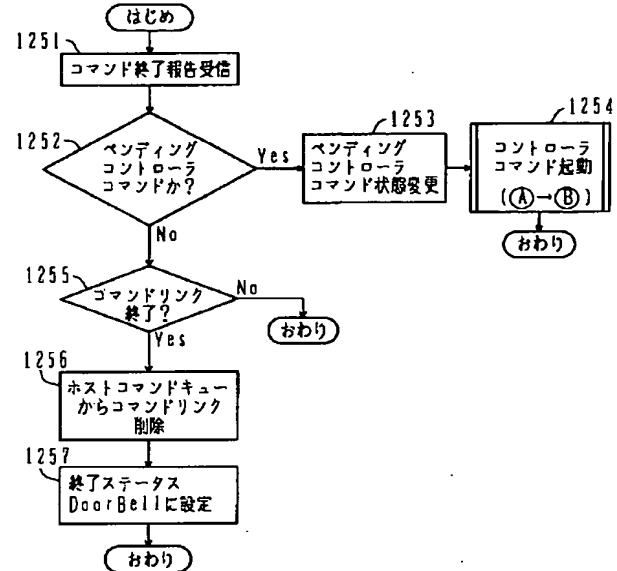 はじめ
1251
コマンド終了報告受信
1252
ペンディング
コントローラ
コマンドか？
Yes
1253
ペンディング
コントローラ
コマンド状態変更
1254
コントローラ
コマンド起動
(Ⓐ→Ⓑ)
おわり
No
1255
コマンドリンク
終了？
No
おわり
Yes
1256
ホストコマンドキュー
からコマンドリンク
削除
1257
終了ステータス
DoorBellに設定
おわり